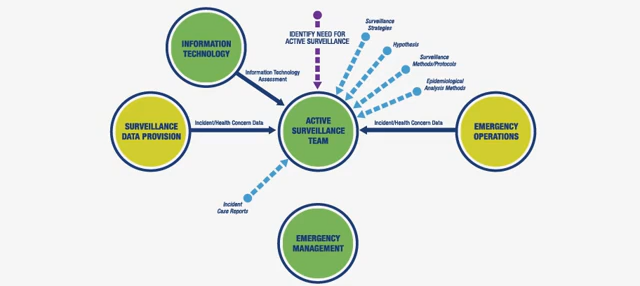 IDENTIFY NEED FOR
ACTIVE SURVEILLANCE
Surveillance
Strategies
Hypothesis
Surveillance
Methods/Protocols
Epidemiological
Analysis Methods
INFORMATION
TECHNOLOGY
Information Technology
Assessment
SURVEILLANCE
DATA PROVISION
Incident/Health Concern Data
ACTIVE
SURVEILLANCE
TEAM
Incident/Health Concern Data
EMERGENCY
OPERATIONS
Incident
Case Reports
EMERGENCY
MANAGEMENT